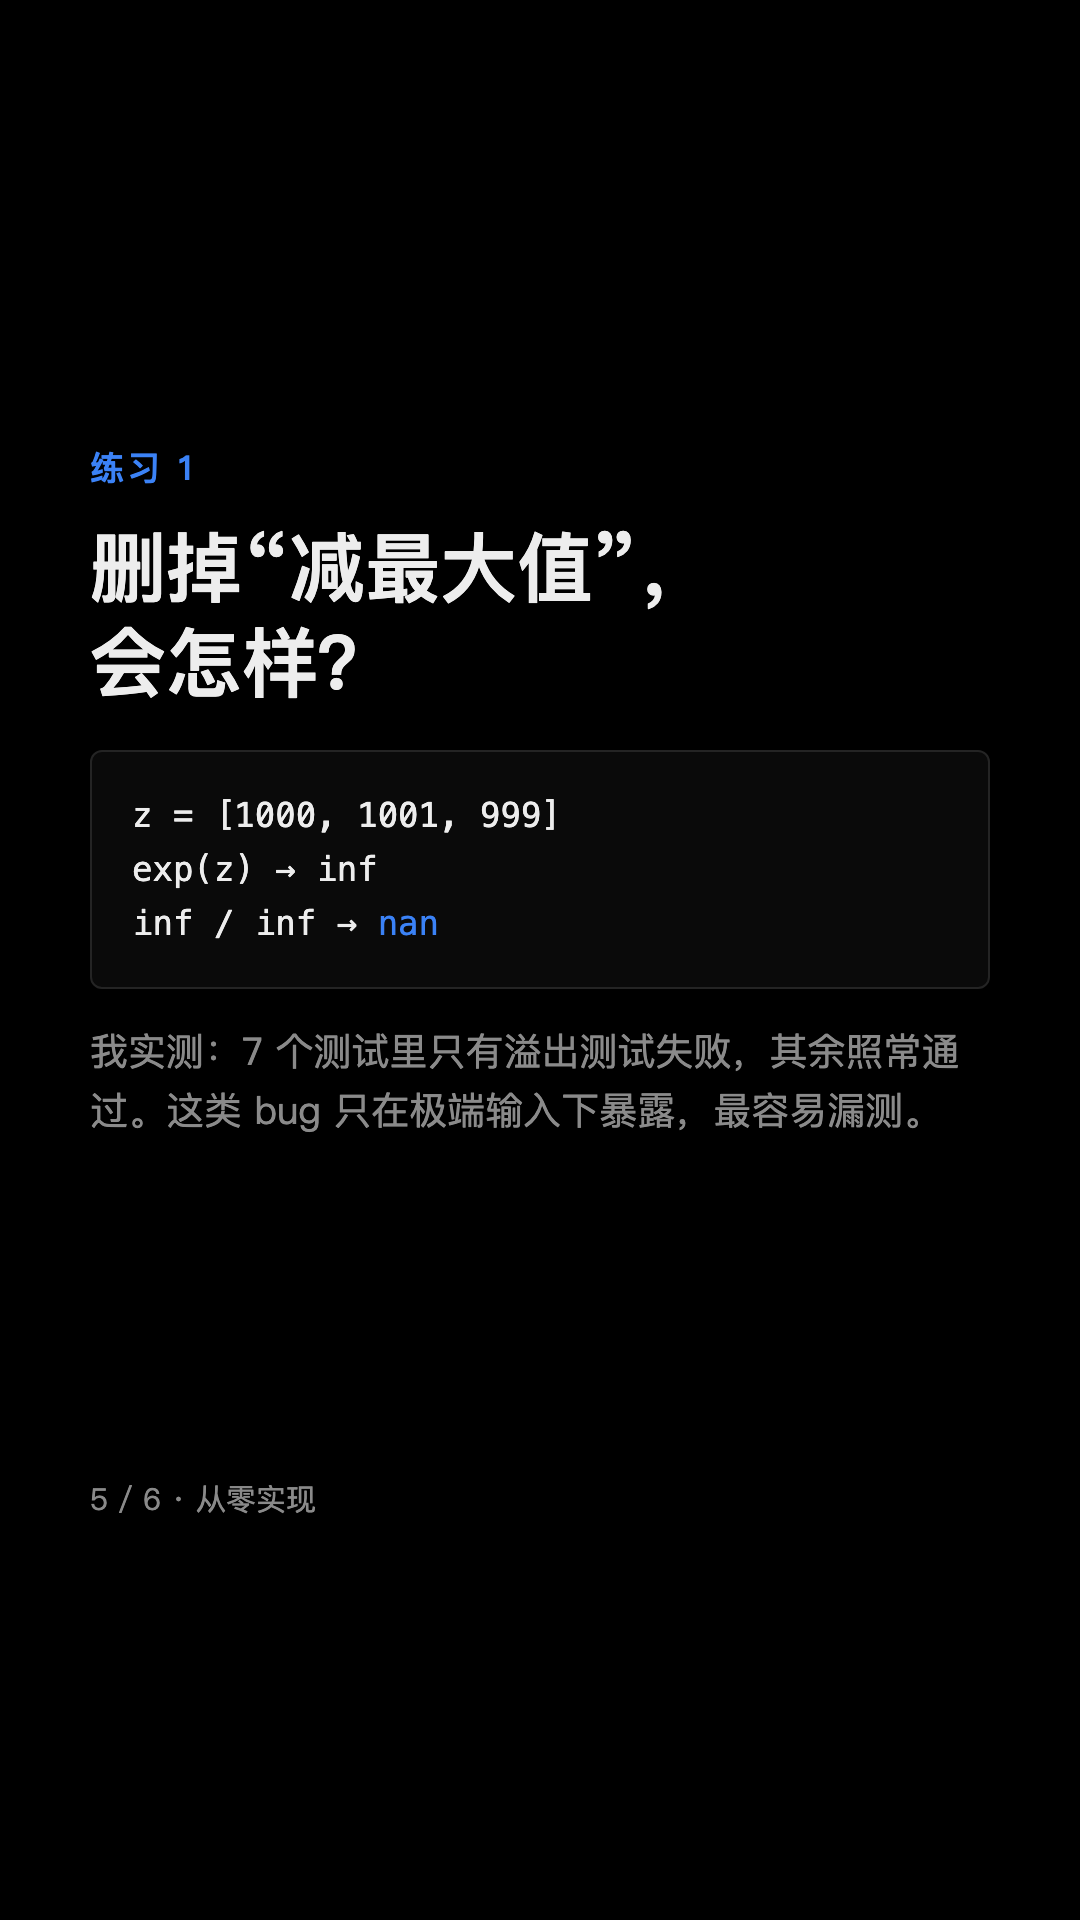 练习 1
删掉“减最大值”，
会怎样?
z = [1000, 1001, 999]
exp(z) → inf
inf / inf → nan
我实测：7 个测试里只有溢出测试失败，其余照常通
过。这类 bug 只在极端输入下暴露，最容易漏测。
5 / 6 · 从零实现